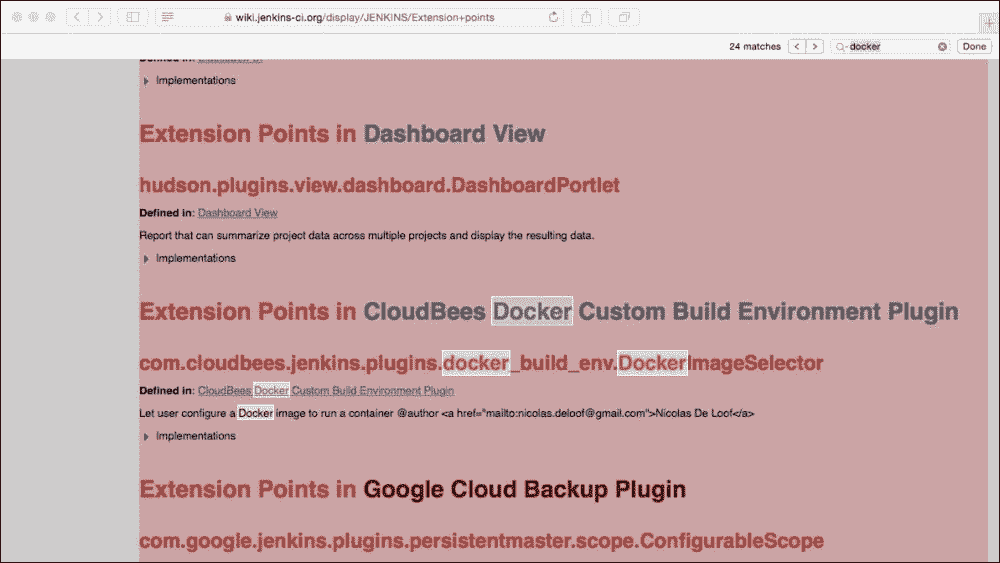 wiki.jenkins-ci.org/display/JENKINS/Extension+points
24 matches
docker
Done
Defined in:
Implementations
Extension Points in Dashboard View
hudson.plugins.view.dashboard.DashboardPortlet
Defined in: Dashboard View
Report that can summarize project data across multiple projects and display the resulting data.
Implementations
Extension Points in CloudBees Docker Custom Build Environment Plugin
com.cloudbees.jenkins.plugins.docker_build_env.DockerImageSelector
Defined in: CloudBees Docker Custom Build Environment Plugin
Let user configure a Docker image to run a container @author <a href="mailto:nicolas.deloof@gmail.com">Nicolas De Loof</a>
Implementations
Extension Points in Google Cloud Backup Plugin
com.google.jenkins.plugins.persistentmaster.scope.ConfigurableScope